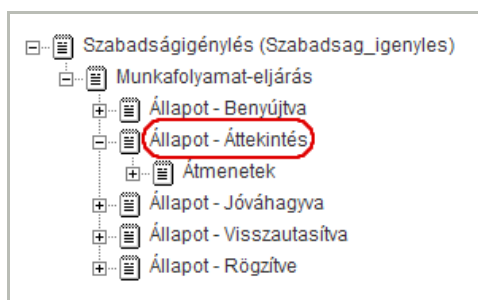 Szabadságigénylés (Szabadsag_igenyles)
Munkafolyamat-eljárás
Állapot - Benyújtva
Állapot - Áttekintés
Átmenetek
Állapot - Jóváhagyva
Állapot - Visszautasítva
Állapot - Rögzítve